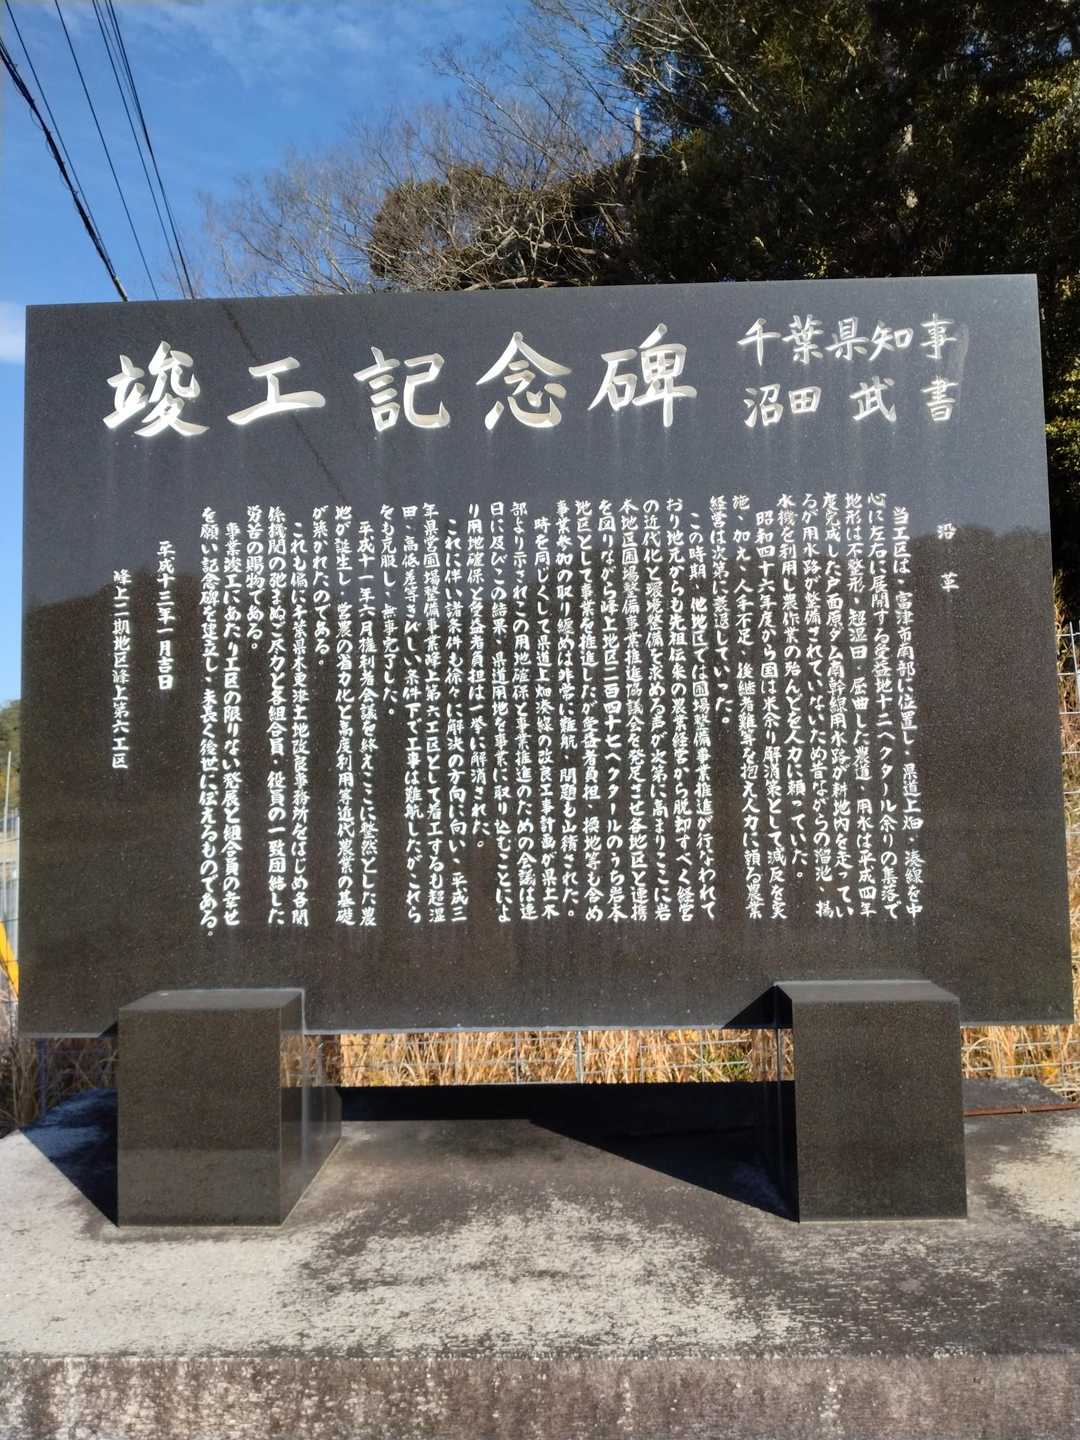 竣工記念碑
千葉県知事
沼田 武 書
沿革
当工区は、富津市南部に位置し、県道上畑・湊線を中
心に左右に展開する受益地十二ヘクタール余りの集落で
地形は不整形・超湿田・屈曲した農道、用水は平成四年
度完成した戸面原ダム南幹線用水路が耕地内を走ってい
るが用水路が整備されていないため昔ながらの溜池、揚
水機を利用し農作業の殆んどを人力に頼っていた。
昭和四十六年度から国は米余り解消策として減反を実
施、加え、人手不足、後継者難等を抱え人力に頼る農業
経営は次第に衰退していった。
この時期、他地区では圃場整備事業推進が行なわれて
おり地元からも先祖伝来の農業経営から脱却すべく経営
の近代化と環境整備を求める声が次第に高まりここに岩
本地区圃場整備事業推進協議会を発足させ各地区と連携
を図りながら峰上地区二百四十七ヘクタールのうち岩本
地区として事業を推進したが受益者負担、換地等も含め
事業参加の取り纏めは非常に難航、問題も山積された。
時を同じくして県道上畑湊線の改良工事計画が県土木
部より示されこの用地確保と事業推進のための会議は連
日に及びこの結果、県道用地を事業に取り込むことによ
り用地確保と受益者負担は一挙に解消された。
これに伴い諸条件も徐々に解決の方向に向い、平成三
年県営圃場整備事業峰上第六工区として着工するも超湿
田・高低差等きびしい条件下で工事は難航したがこれら
をも克服し、無事完了した。
平成十一年六月権利者会議を終えここに整然とした農
地が誕生し、営農の省力化と高度利用等近代農業の基礎
が築かれたのである。
これも偏に千葉県木更津土地改良事務所をはじめ各関
係機関の弛まぬご尽力と各組合員・役員の一致団結した
労苦の賜物である。
事業竣工にあたり工区の限りない発展と組合員の幸せ
を願い記念碑を建立し、末長く後世に伝えるものである。
平成十三年一月吉日
峰上二期地区峰上第六工区